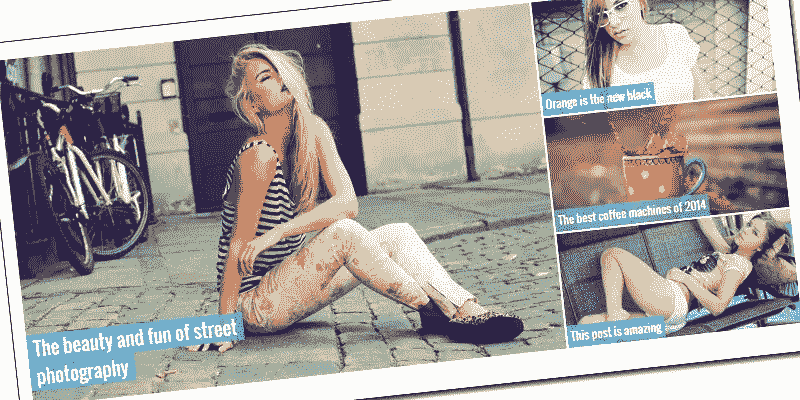 The beauty and fun of street
photography
Orange is the new black
The best coffee machines of 2014
This post is amazing